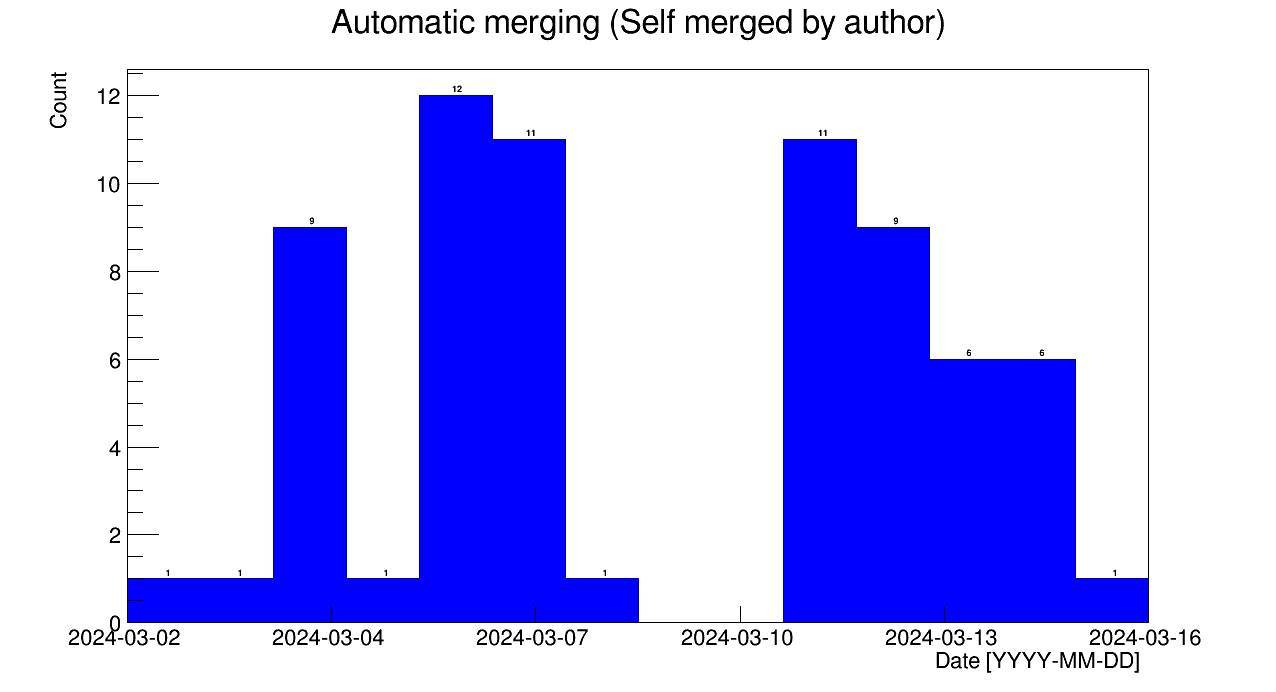 Automatic merging (Self merged by author)
Count
12
10
8
6
4
2
0
1 1 9 1 12 11 1 11 9 6 6 1
2024-03-02 2024-03-04 2024-03-07 2024-03-10 2024-03-13 2024-03-16
Date [YYYY-MM-DD]